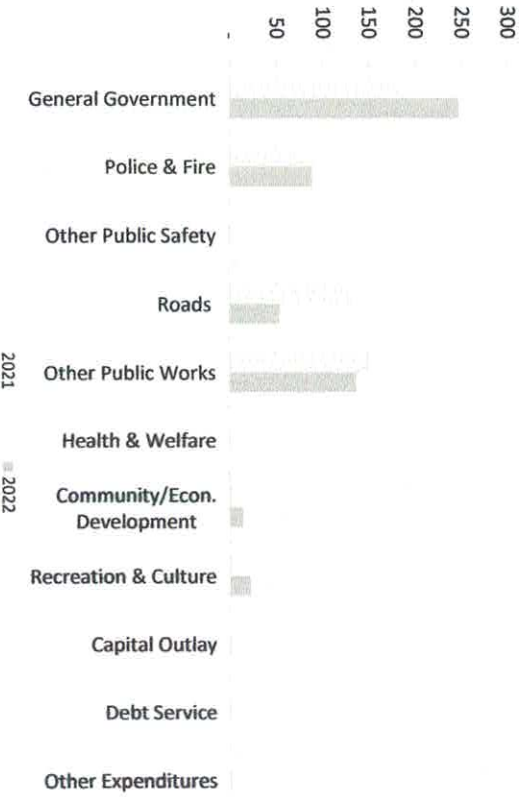 300
250
200
150
100
50
-
General Government
Police & Fire
Other Public Safety
Roads
Other Public Works
Health & Welfare
Community/Econ.
Development
Recreation & Culture
Capital Outlay
Debt Service
Other Expenditures
2021
2022